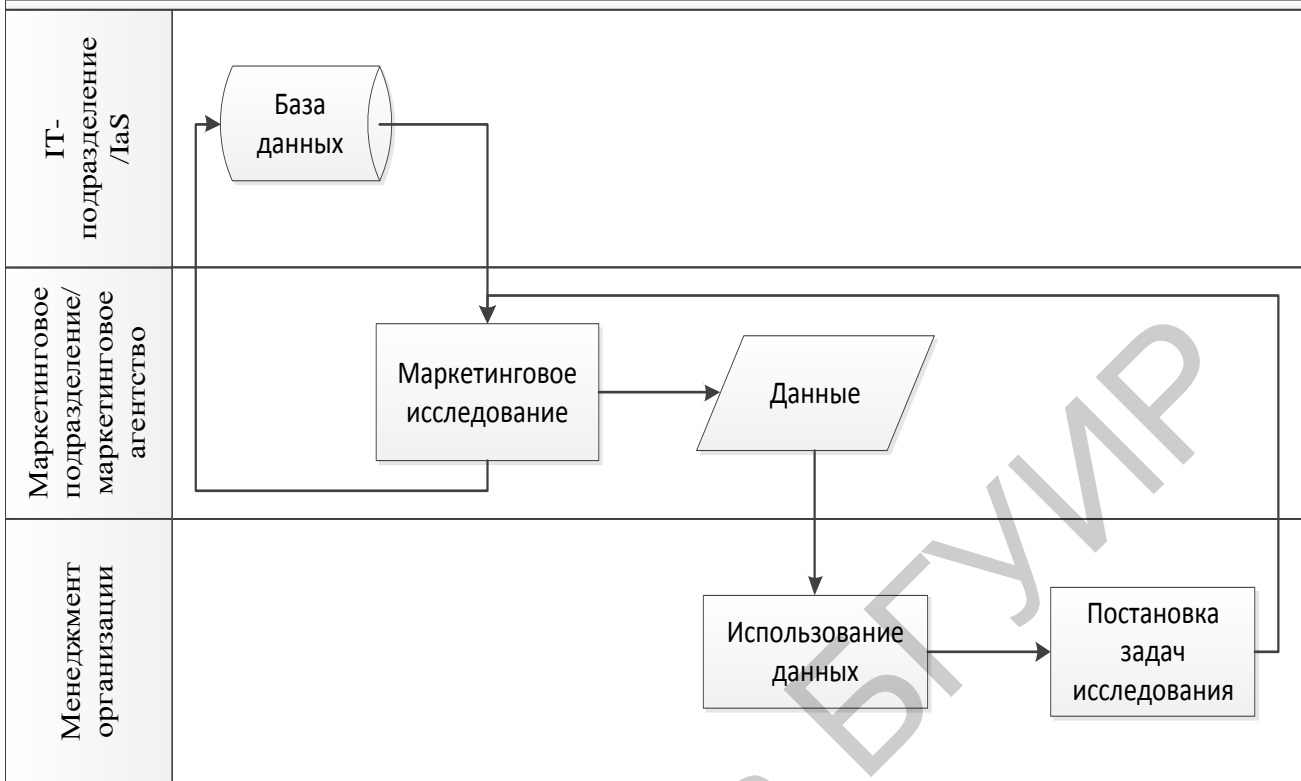 IT-
подразделение
/IaS
База
данных
Маркетинговое
подразделение/
маркетинговое
агентство
Маркетинговое
исследование
Данные
Менеджмент
организации
Использование
данных
Постановка
задач
исследования
БГУИР